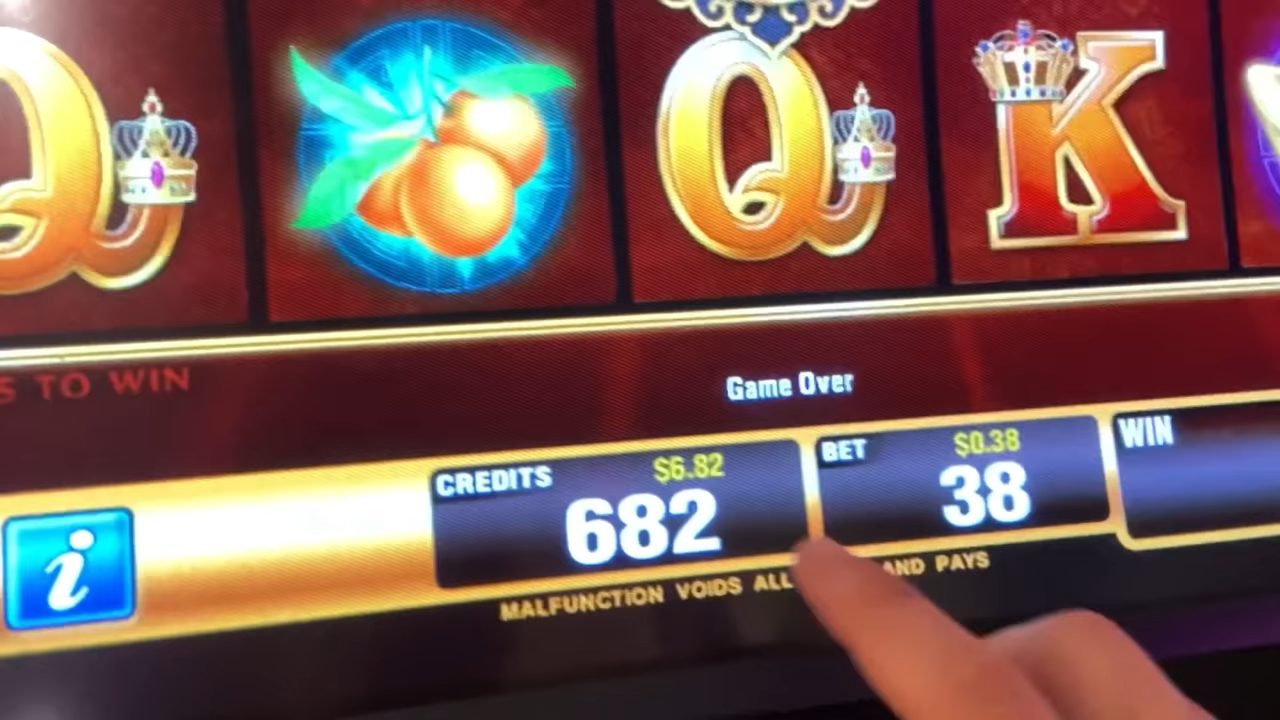 Q
Q
K
S TO WIN
Game Over
CREDITS $6.82
682
BET $0.38
38
WIN
i
MALFUNCTION VOIDS ALL AND PAYS